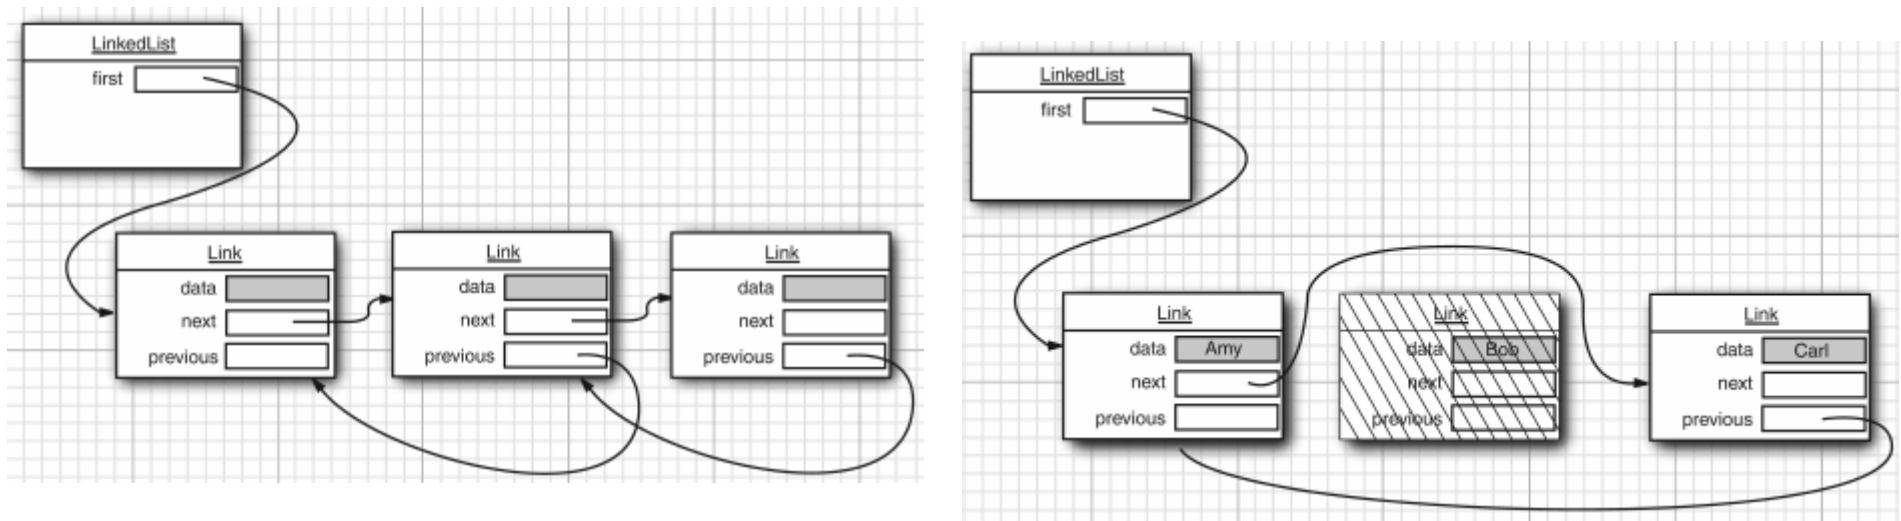 LinkedList
first
Link
data
next
previous
Link
data
next
previous
Link
data
next
previous
LinkedList
first
Link
data Amy
next
previous
Link
data Bob
next
previous
Link
data Carl
next
previous